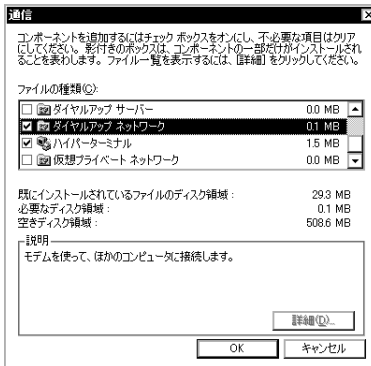 通信
コンポーネントを追加するにはチェック ボックスをオンにし、不必要な項目はクリア
にしてください。影付きのボックスは、コンポーネントの一部だけがインストールされ
ることを表わします。ファイル一覧を表示するには、[詳細] をクリックしてください。
ファイルの種類(C):
ダイヤルアップ サーバー 0.0 MB
ダイヤルアップ ネットワーク 0.1 MB
ハイパーターミナル 1.5 MB
仮想プライベート ネットワーク 0.0 MB
既にインストールされているファイルのディスク領域: 29.3 MB
必要なディスク領域: 0.1 MB
空きディスク領域: 508.6 MB
説明
モデムを使って、ほかのコンピュータに接続します。
詳細(D)...
OK キャンセル